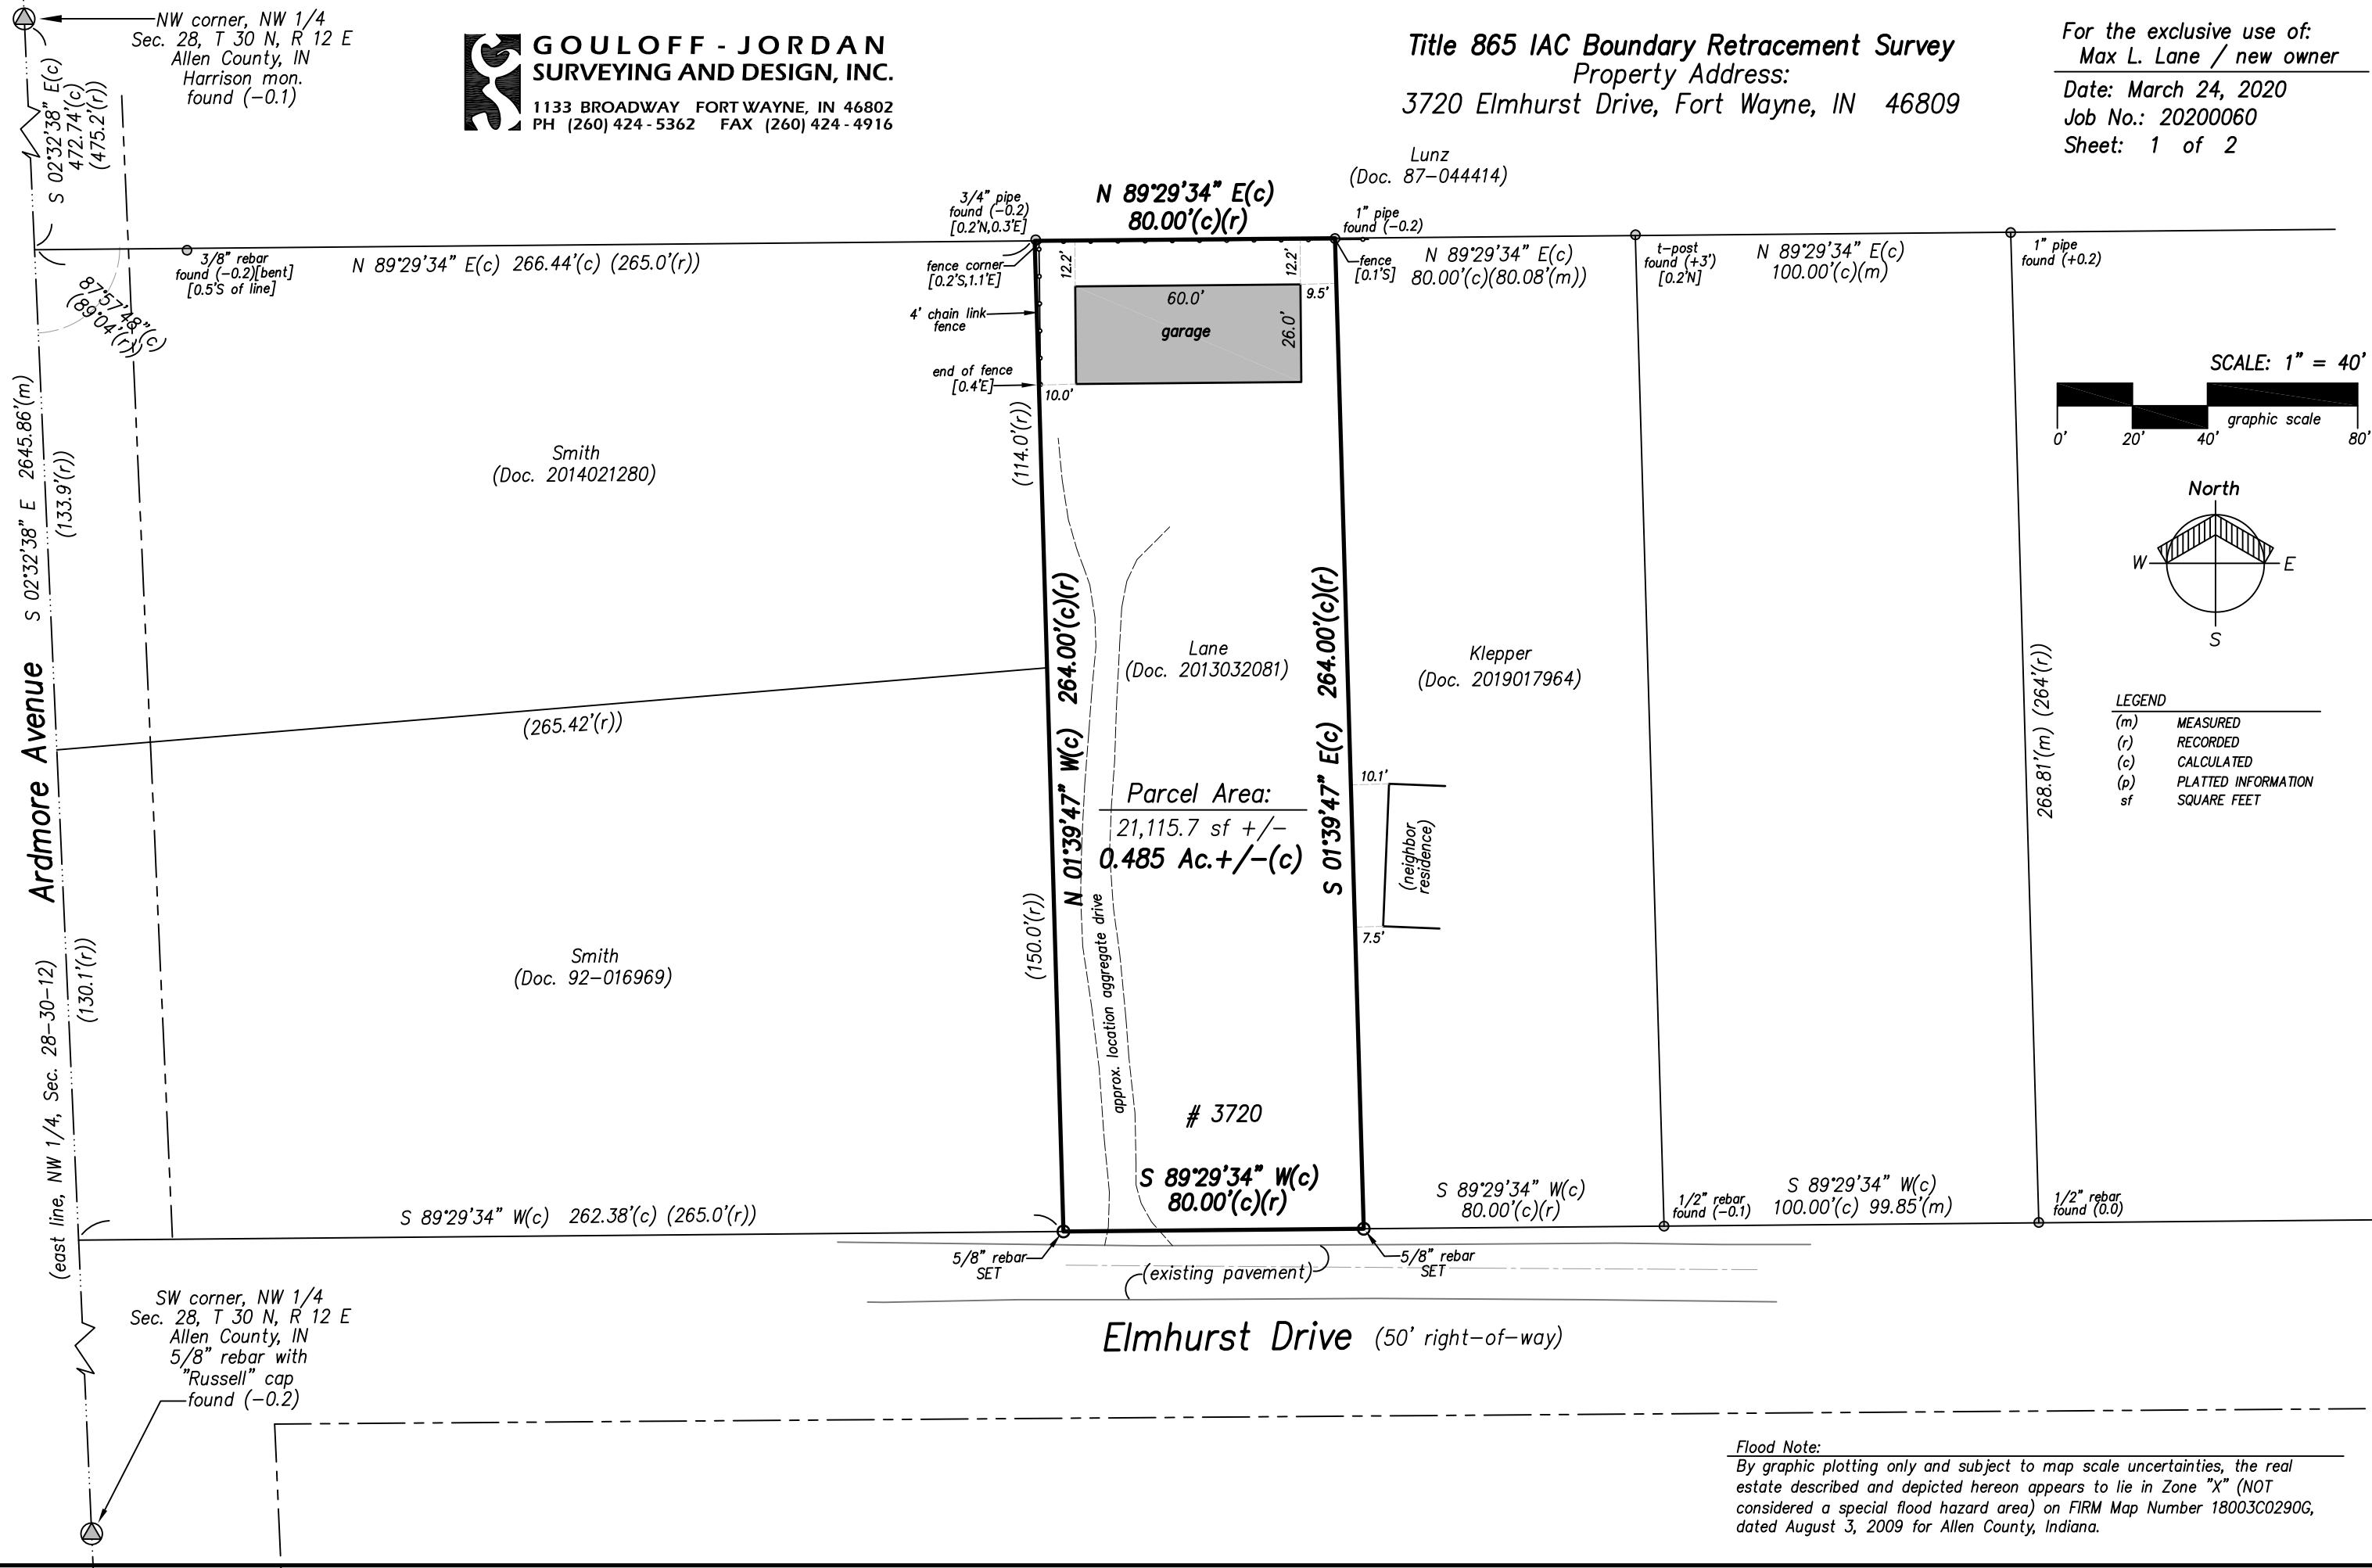 NW corner, NW 1/4
Sec. 28, T 30 N, R 12 E
Allen County, IN
Harrison mon.
found (-0.1)
GOULOFF - JORDAN
SURVEYING AND DESIGN, INC.
1133 BROADWAY FORT WAYNE, IN 46802
PH (260) 424 - 5362 FAX (260) 424 - 4916
Title 865 IAC Boundary Retracement Survey
Property Address:
3720 Elmhurst Drive, Fort Wayne, IN 46809
For the exclusive use of:
Max L. Lane / new owner
Date: March 24, 2020
Job No.: 20200060
Sheet: 1 of 2
S 02°32'38" E(c)
472.74'(c)
(475.2'(r))
Lunz
(Doc. 87-044414)
3/4" pipe
found (-0.2)
[0.2'N,0.3'E]
N 89°29'34" E(c)
80.00'(c)(r)
1" pipe
found (-0.2)
3/8" rebar
found (-0.2)[bent]
[0.5'S of line]
N 89°29'34" E(c) 266.44'(c) (265.0'(r))
fence corner
[0.2'S,1.1'E]
12.2'
12.2'
fence
[0.1'S]
N 89°29'34" E(c)
80.00'(c)(80.08'(m))
t-post
found (+3')
[0.2'N]
N 89°29'34" E(c)
100.00'(c)(m)
1" pipe
found (+0.2)
87°57'48"(c)
(89°04'(r))
4' chain link
fence
60.0'
9.5'
garage
26.0'
end of fence
[0.4'E]
10.0'
SCALE: 1" = 40'
graphic scale
0' 20' 40' 80'
North
W E
S
LEGEND
(m) MEASURED
(r) RECORDED
(c) CALCULATED
(p) PLATTED INFORMATION
sf SQUARE FEET
Ardmore Avenue S 02°32'38" E 2645.86'(m)
(133.9'(r))
Smith
(Doc. 2014021280)
(114.0'(r))
(265.42'(r))
N 01°39'47" W(c) 264.00'(c)(r)
Lane
(Doc. 2013032081)
S 01°39'47" E(c) 264.00'(c)(r)
Klepper
(Doc. 2019017964)
268.81'(m) (264'(r))
Parcel Area:
21,115.7 sf +/-
0.485 Ac.+/-(c)
10.1'
(neighbor
residence)
7.5'
(east line, NW 1/4, Sec. 28-30-12)
(130.1'(r))
Smith
(Doc. 92-016969)
(150.0'(r))
approx. location aggregate drive
# 3720
S 89°29'34" W(c) 262.38'(c) (265.0'(r))
S 89°29'34" W(c)
80.00'(c)(r)
S 89°29'34" W(c)
80.00'(c)(r)
1/2" rebar
found (-0.1)
S 89°29'34" W(c)
100.00'(c) 99.85'(m)
1/2" rebar
found (0.0)
5/8" rebar
SET
(existing pavement)
5/8" rebar
SET
Elmhurst Drive (50' right-of-way)
SW corner, NW 1/4
Sec. 28, T 30 N, R 12 E
Allen County, IN
5/8" rebar with
"Russell" cap
found (-0.2)
Flood Note:
By graphic plotting only and subject to map scale uncertainties, the real
estate described and depicted hereon appears to lie in Zone "X" (NOT
considered a special flood hazard area) on FIRM Map Number 18003C0290G,
dated August 3, 2009 for Allen County, Indiana.